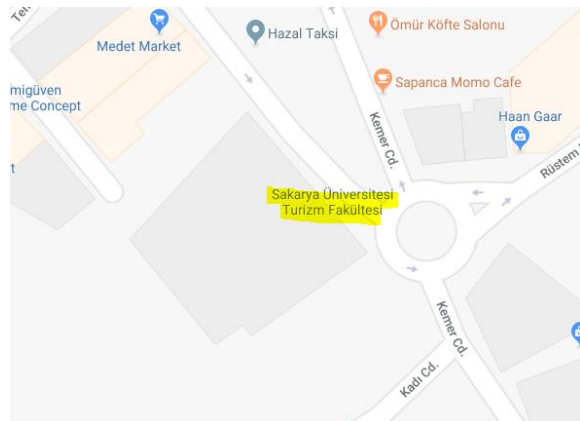 Medet Market
Hazal Taksi
Ömür Köfte Salonu
migüven
me Concept
Sapanca Momo Cafe
Haan Gaar
Kemer Cd.
Rüstem
Sakarya Üniversitesi
Turizm Fakültesi
Kemer Cd.
Kadı Cd.